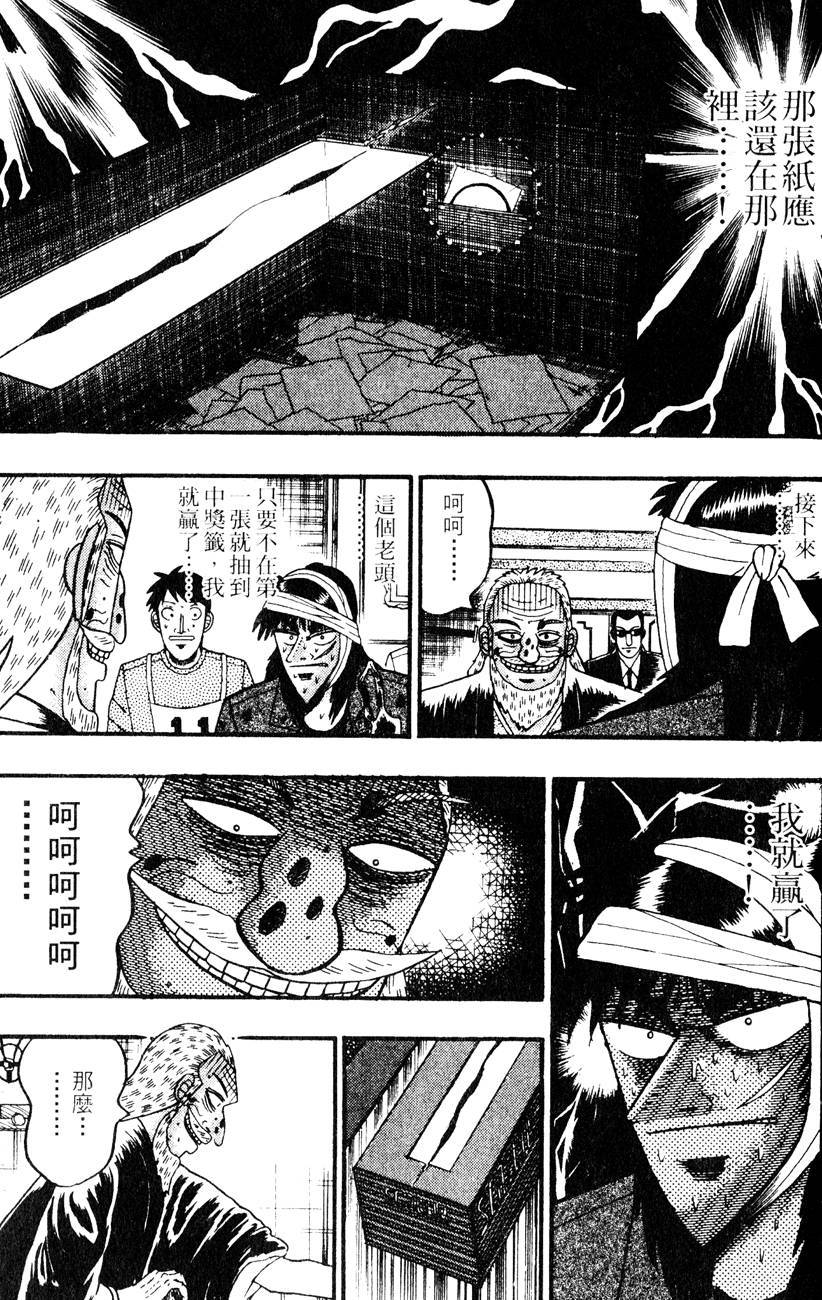 那張紙應
該還在那
裡……！
接下來
……
呵呵……
這個老頭
只要不在第
一張就抽到
中獎籤，我
就贏了……
11
我就贏了
……！
呵呵呵呵呵
………
那麼…
………